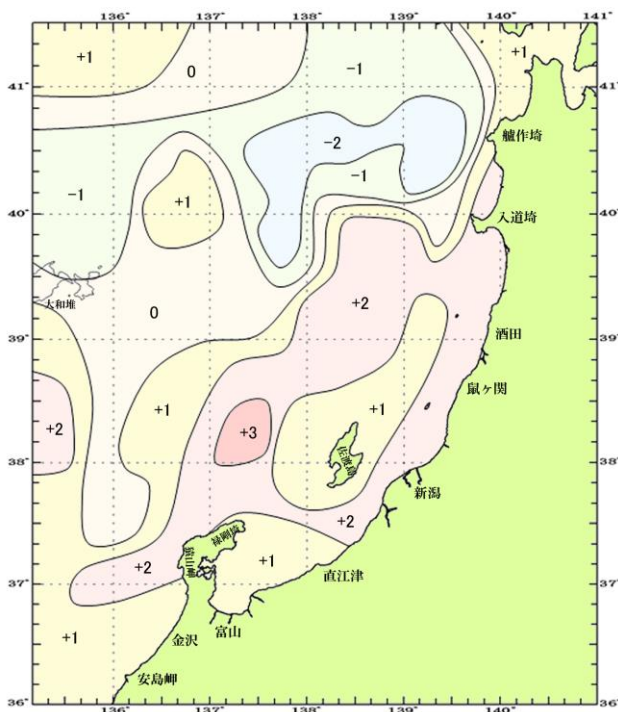 136° 137° 138° 139° 140° 141°
+1
+1
0
-1
41° 41°
艫作埼
-2
-1
-1
+1
40° 40°
入道埼
大和堆
+2
0
39° 39°
酒田
鼠ヶ関
+1
+1
+2
+3
佐渡島
38° 38°
新潟
+2
禄剛埼
猿山岬
+1
+2
直江津
37° 37°
富山
金沢
+1
安島岬
36° 36°
136° 137° 138° 139° 140°